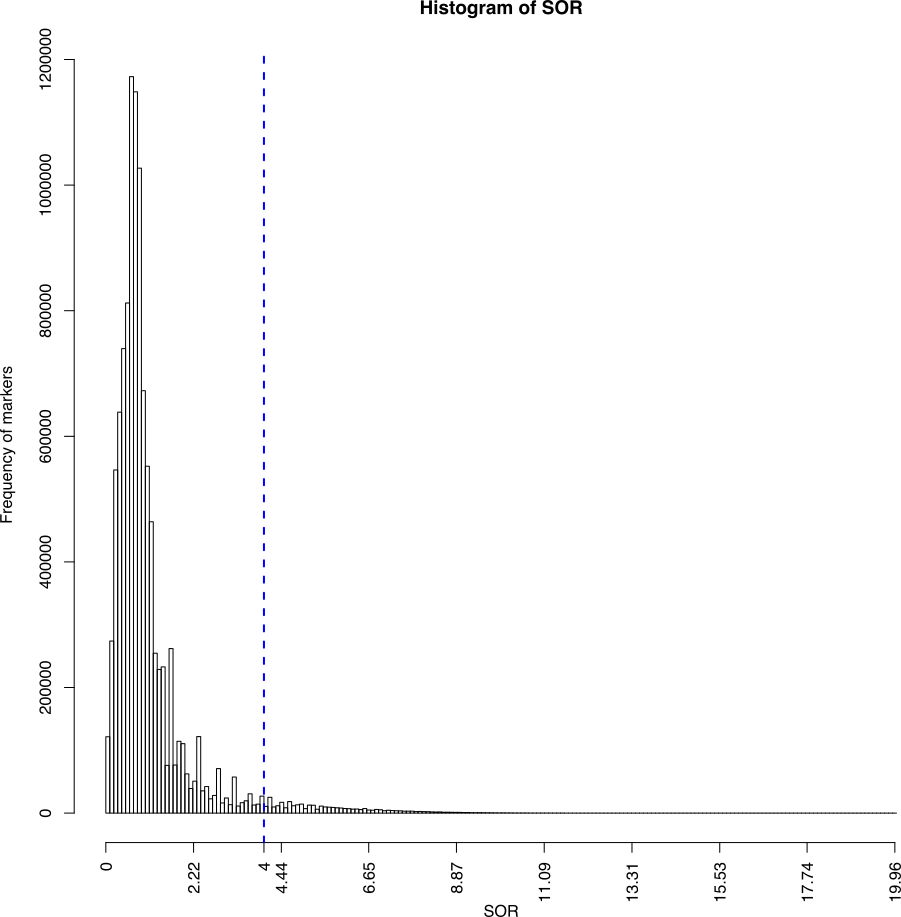 Histogram of SOR
1200000
1000000
800000
600000
400000
200000
0
Frequency of markers
0 2.22 4 4.44 6.65 8.87 11.09 13.31 15.53 17.74 19.96
SOR